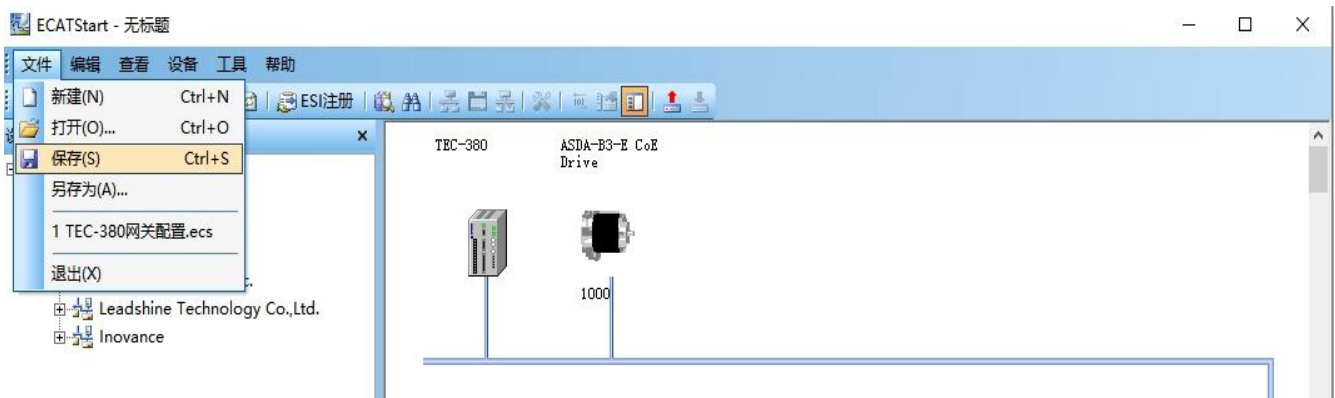 ECATStart - 无标题
文件 编辑 查看 设备 工具 帮助
新建(N) Ctrl+N
ESI注册
打开(O)... Ctrl+O
保存(S) Ctrl+S
另存为(A)...
1 TEC-380网关配置.ecs
退出(X)
Leadshine Technology Co.,Ltd.
Inovance
TEC-380
ASDA-B3-E CoE
Drive
1000